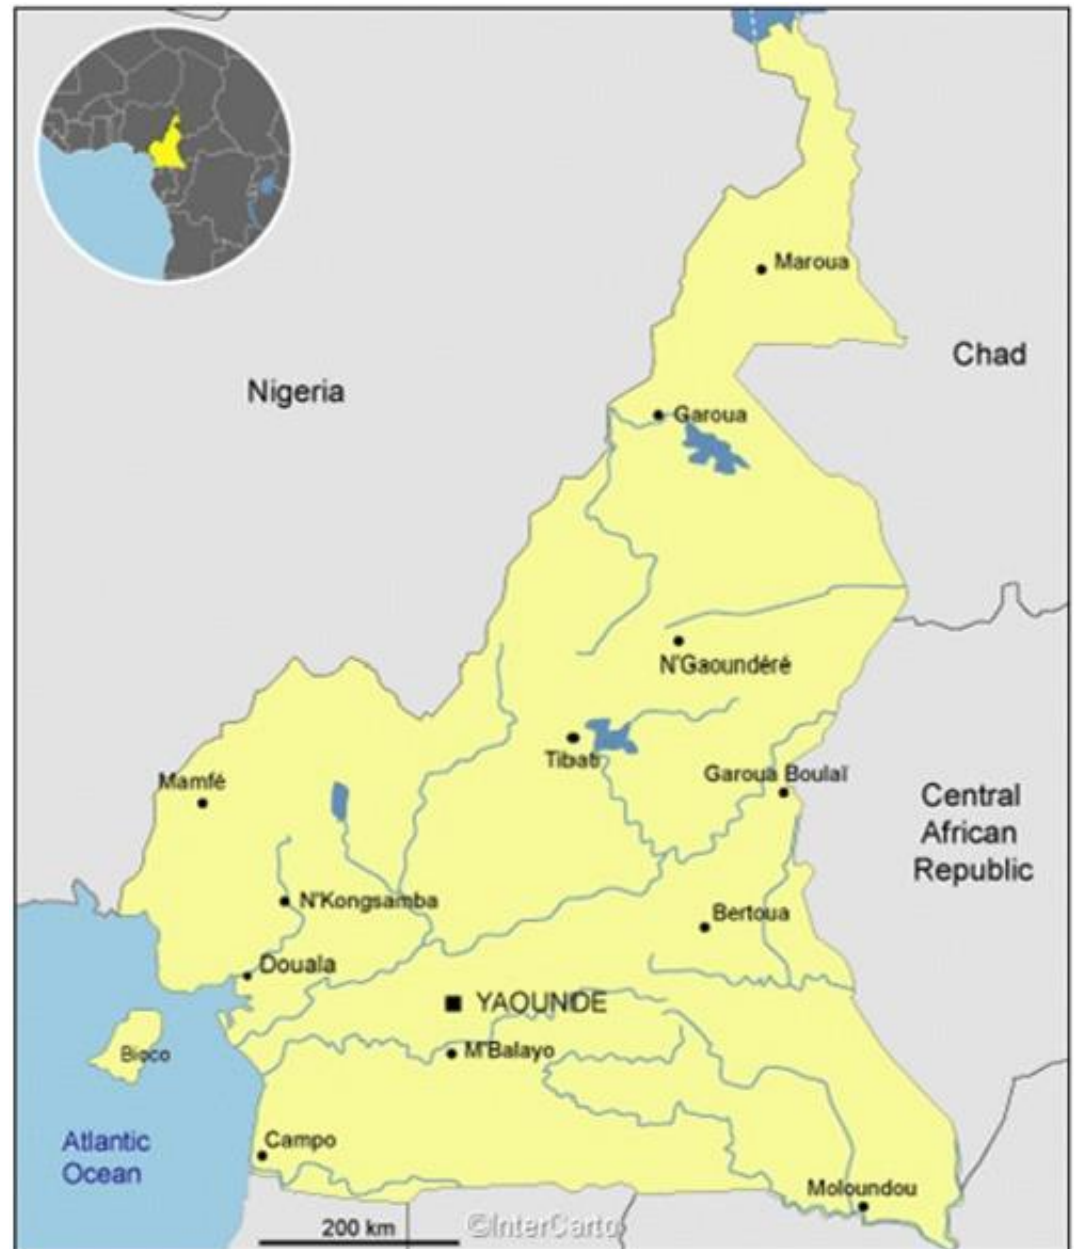 Maroua
Chad
Nigeria
Garoua
N'Gaoundéré
Tibati
Garoua Boulaï
Mamfé
Central
African
Republic
N'Kongsamba
Bertoua
Douala
YAOUNDE
Bioco
M'Balayo
Atlantic
Ocean
Campo
Moloundou
200 km
©InterCarto